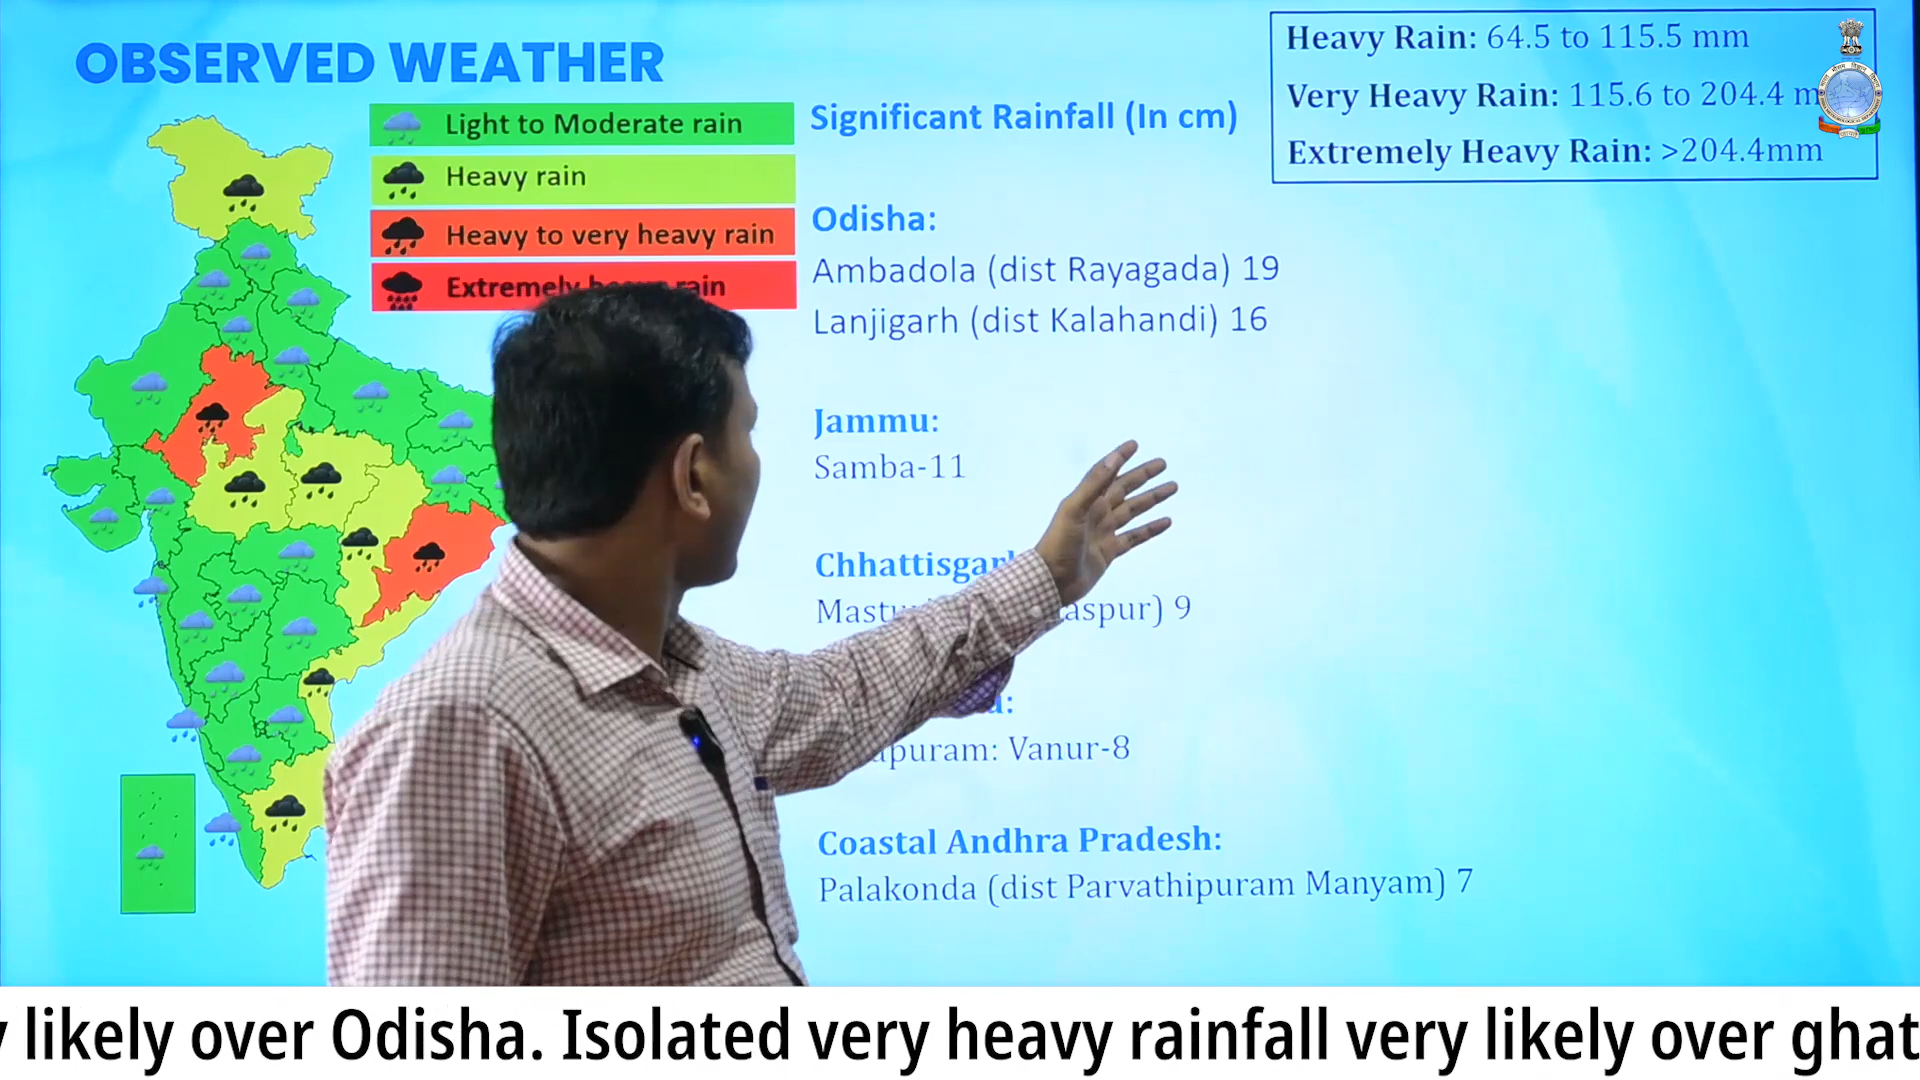 OBSERVED WEATHER
Light to Moderate rain
Heavy rain
Heavy to very heavy rain
Extremely heavy rain
Significant Rainfall (In cm)
Odisha:
Ambadola (dist Rayagada) 19
Lanjigarh (dist Kalahandi) 16
Jammu:
Samba-11
Chhattisgarh
aspur) 9
puram: Vanur-8
Coastal Andhra Pradesh:
Palakonda (dist Parvathipuram Manyam) 7
Heavy Rain: 64.5 to 115.5 mm
Very Heavy Rain: 115.6 to 204.4 m
Extremely Heavy Rain: >204.4mm
likely over Odisha. Isolated very heavy rainfall very likely over ghat